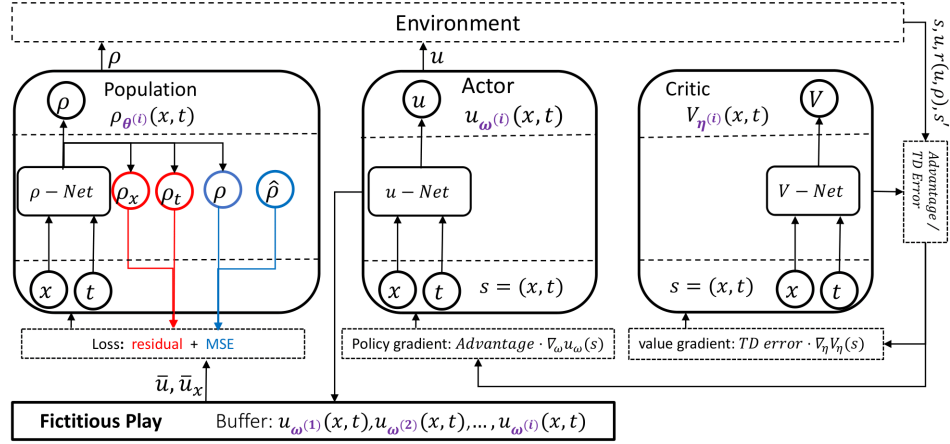 Environment
ρ
u
s, u, r(u, ρ), s′
Population
ρ
ρ_θ^(i)(x, t)
ρ − Net
ρ_x
ρ_t
ρ
ρ̂
x
t
Actor
u
u_ω^(i)(x, t)
u − Net
x
t
s = (x, t)
Critic
V
V_η^(i)(x, t)
V − Net
s = (x, t)
x
t
Advantage /
TD Error
Loss: residual + MSE
Policy gradient: Advantage · ∇_ω u_ω(s)
value gradient: TD error · ∇_η V_η(s)
ū, ū_x
Fictitious Play Buffer: u_ω^(1)(x, t), u_ω^(2)(x, t), ..., u_ω^(i)(x, t)